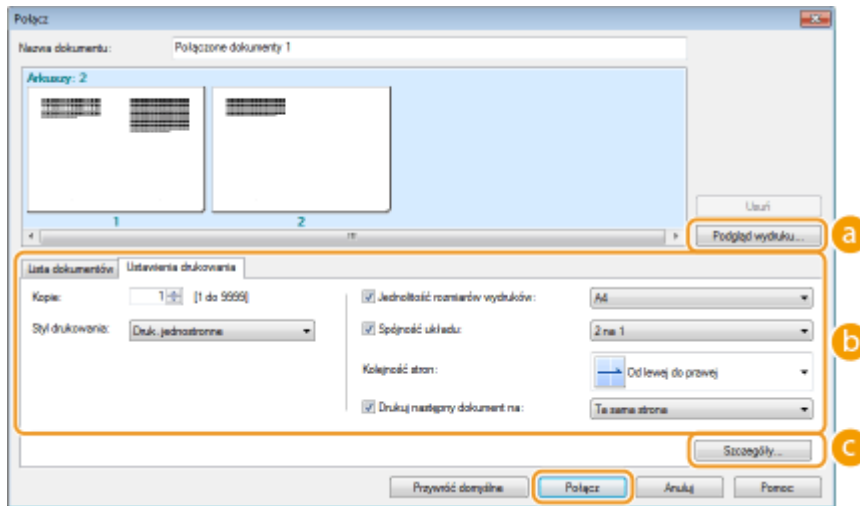 Połącz
Nazwa dokumentu: Połączone dokumenty 1
Arkuszy: 2
1 2
Usuń
Podgląd wydruku... a
Lista dokumentów Ustawienia drukowania
Kopie: 1 [1 do 9999] Jednolitość rozmiarów wydruków: A4
Styl drukowania: Druk. jednostronne Spójność układu: 2 na 1 b
Kolejność stron: Od lewej do prawej
Drukuj następny dokument na: Ta sama strona
Szczegóły... c
Przywróć domyślne Połącz Anuluj Pomoc